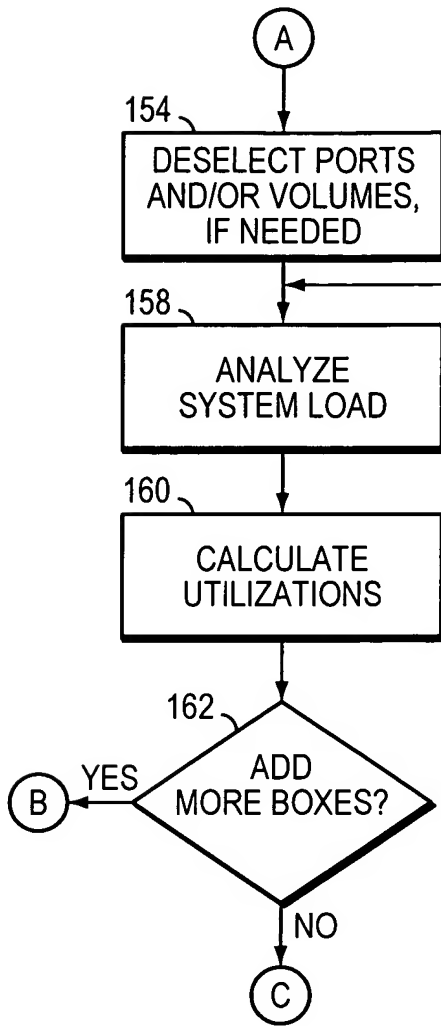 A
154
DESELECT PORTS
AND/OR VOLUMES,
IF NEEDED
158
ANALYZE
SYSTEM LOAD
160
CALCULATE
UTILIZATIONS
162
ADD
MORE BOXES?
YES
B
NO
C